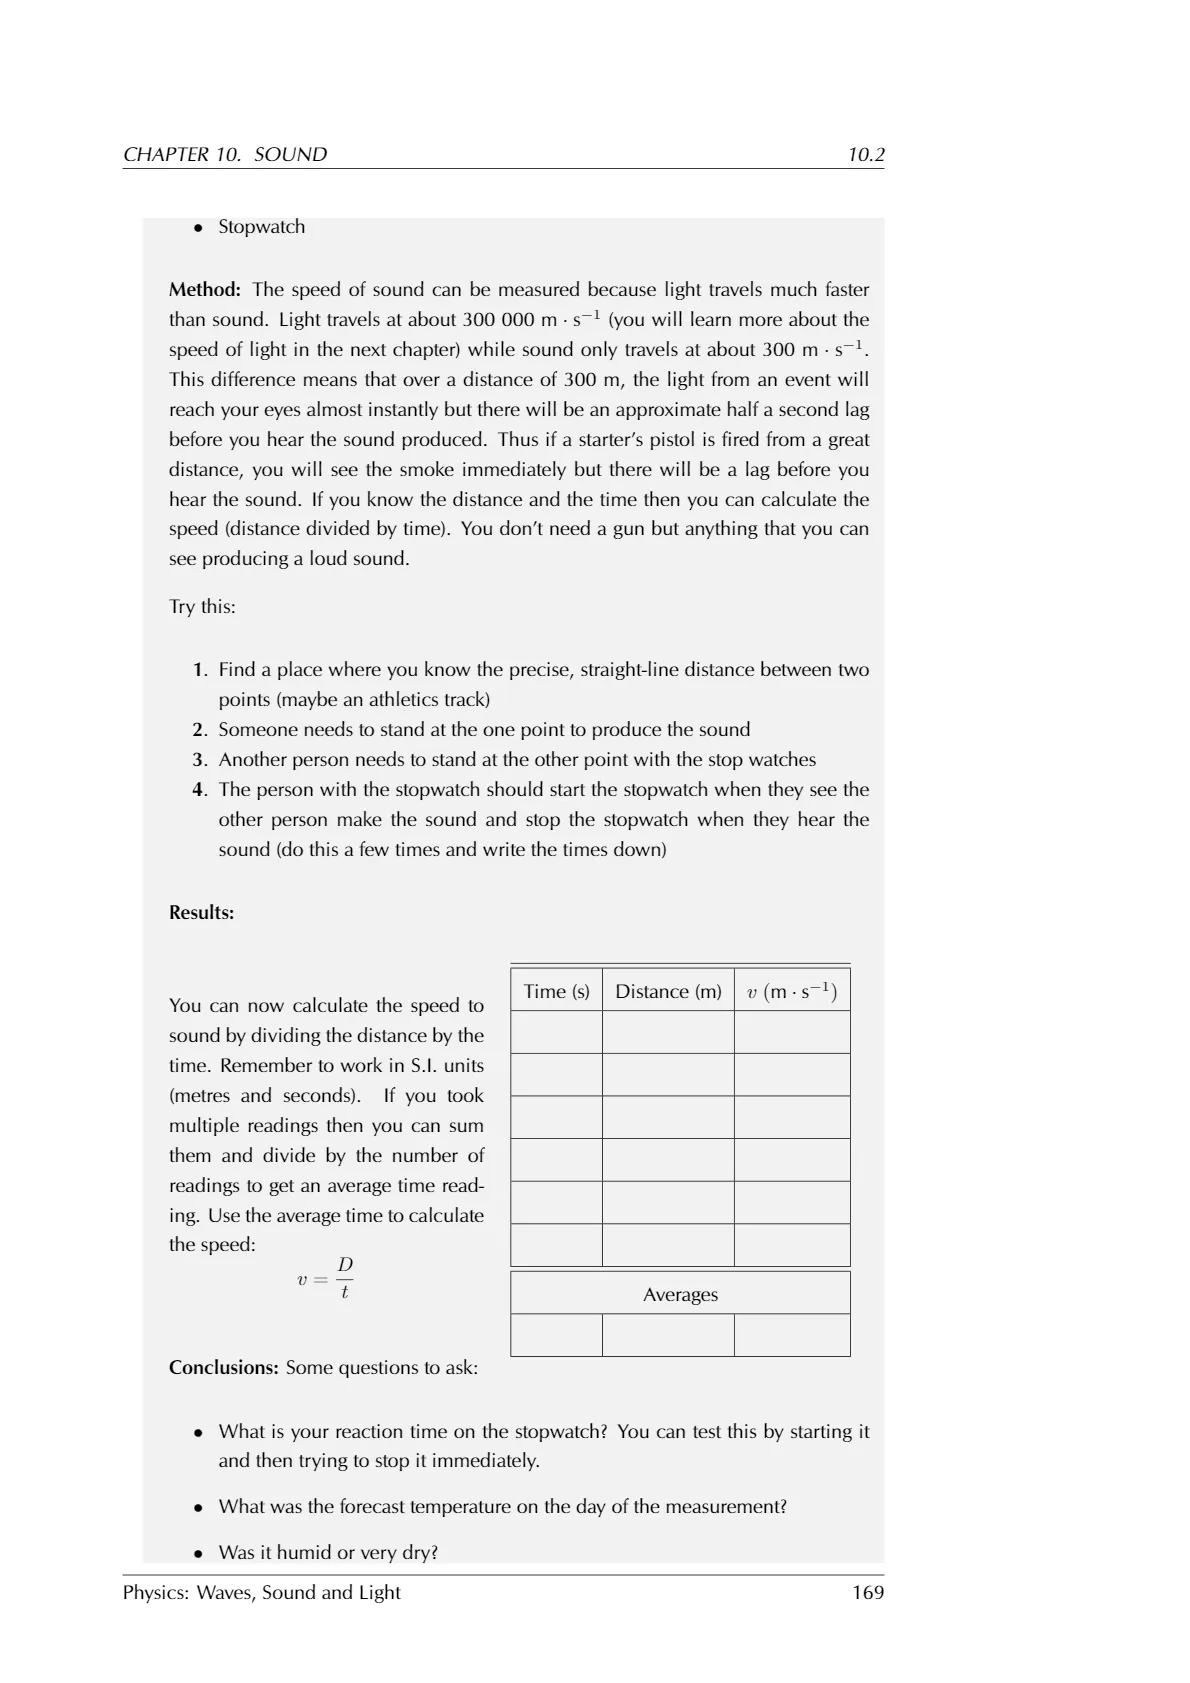 CHAPTER 10. SOUND 10.2
• Stopwatch
Method: The speed of sound can be measured because light travels much faster
than sound. Light travels at about 300 000 m · s⁻¹ (you will learn more about the
speed of light in the next chapter) while sound only travels at about 300 m · s⁻¹.
This difference means that over a distance of 300 m, the light from an event will
reach your eyes almost instantly but there will be an approximate half a second lag
before you hear the sound produced. Thus if a starter's pistol is fired from a great
distance, you will see the smoke immediately but there will be a lag before you
hear the sound. If you know the distance and the time then you can calculate the
speed (distance divided by time). You don't need a gun but anything that you can
see producing a loud sound.
Try this:
1. Find a place where you know the precise, straight-line distance between two
points (maybe an athletics track)
2. Someone needs to stand at the one point to produce the sound
3. Another person needs to stand at the other point with the stop watches
4. The person with the stopwatch should start the stopwatch when they see the
other person make the sound and stop the stopwatch when they hear the
sound (do this a few times and write the times down)
Results:
You can now calculate the speed to
sound by dividing the distance by the
time. Remember to work in S.I. units
(metres and seconds). If you took
multiple readings then you can sum
them and divide by the number of
readings to get an average time read-
ing. Use the average time to calculate
the speed:
v = D/t
Time (s) Distance (m) v (m · s⁻¹)
Averages
Conclusions: Some questions to ask:
• What is your reaction time on the stopwatch? You can test this by starting it
and then trying to stop it immediately.
• What was the forecast temperature on the day of the measurement?
• Was it humid or very dry?
Physics: Waves, Sound and Light 169